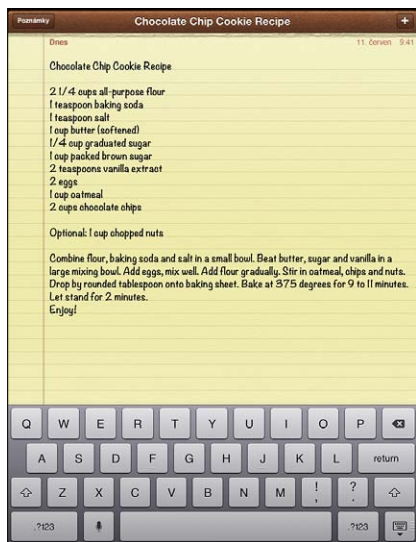 Poznámky
Chocolate Chip Cookie Recipe
+
Dnes
11. červen 9:41
Chocolate Chip Cookie Recipe
2 1/4 cups all-purpose flour
1 teaspoon baking soda
1 teaspoon salt
1 cup butter (softened)
1/4 cup graduated sugar
1 cup packed brown sugar
2 teaspoons vanilla extract
2 eggs
1 cup oatmeal
2 cups chocolate chips
Optional: 1 cup chopped nuts
Combine flour, baking soda and salt in a small bowl. Beat butter, sugar and vanilla in a
large mixing bowl. Add eggs, mix well. Add flour gradually. Stir in oatmeal, chips and nuts.
Drop by rounded tablespoon onto baking sheet. Bake at 375 degrees for 9 to 11 minutes.
Let stand for 2 minutes.
Enjoy!
Q W E R T Y U I O P
A S D F G H J K L return
Z X C V B N M ! , ? .
.?123 .?123